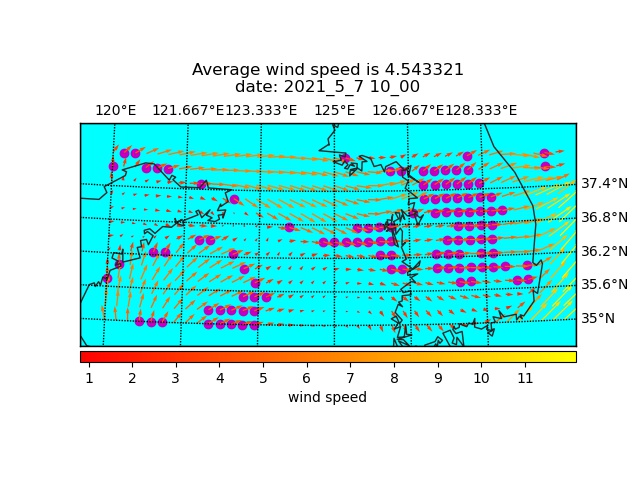 Average wind speed is 4.543321
date: 2021_5_7 10_00
120°E 121.667°E 123.333°E 125°E 126.667°E 128.333°E
37.4°N
36.8°N
36.2°N
35.6°N
35°N
1 2 3 4 5 6 7 8 9 10 11
wind speed